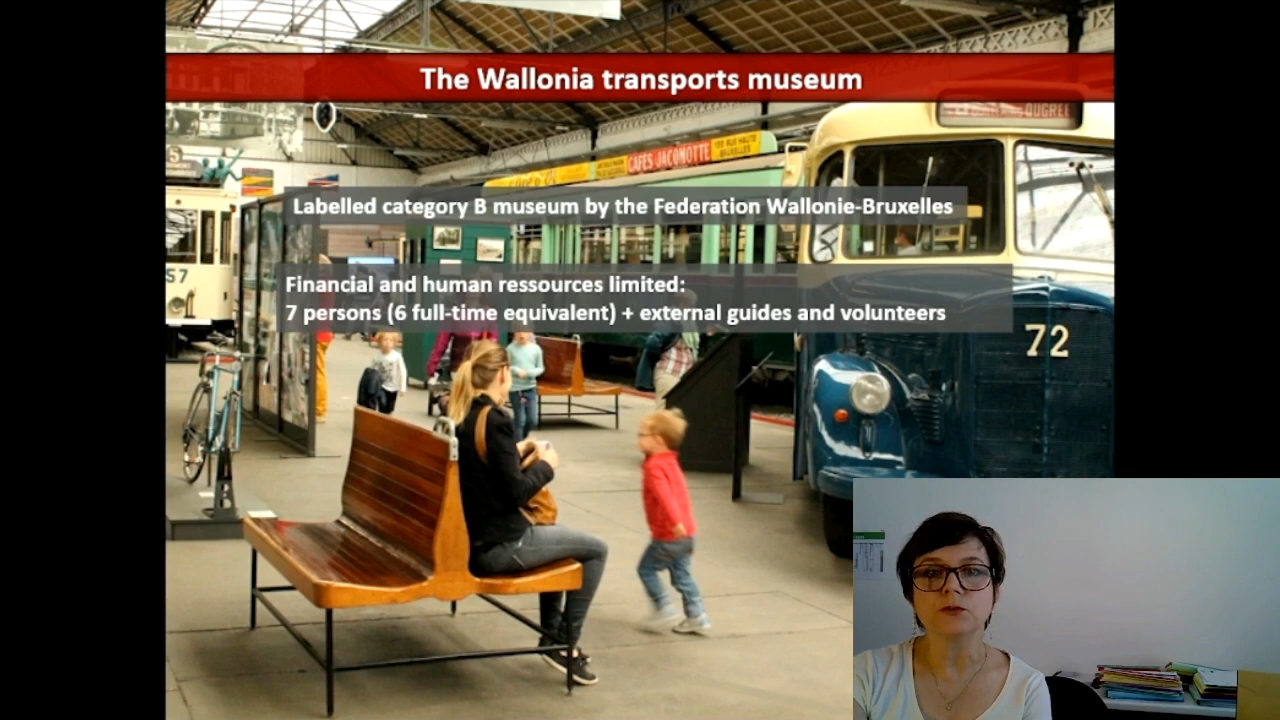 The Wallonia transports museum
CAFES JACQMOTTE
Labelled category B museum by the Federation Wallonie-Bruxelles
57
Financial and human ressources limited:
7 persons (6 full-time equivalent) + external guides and volunteers
72